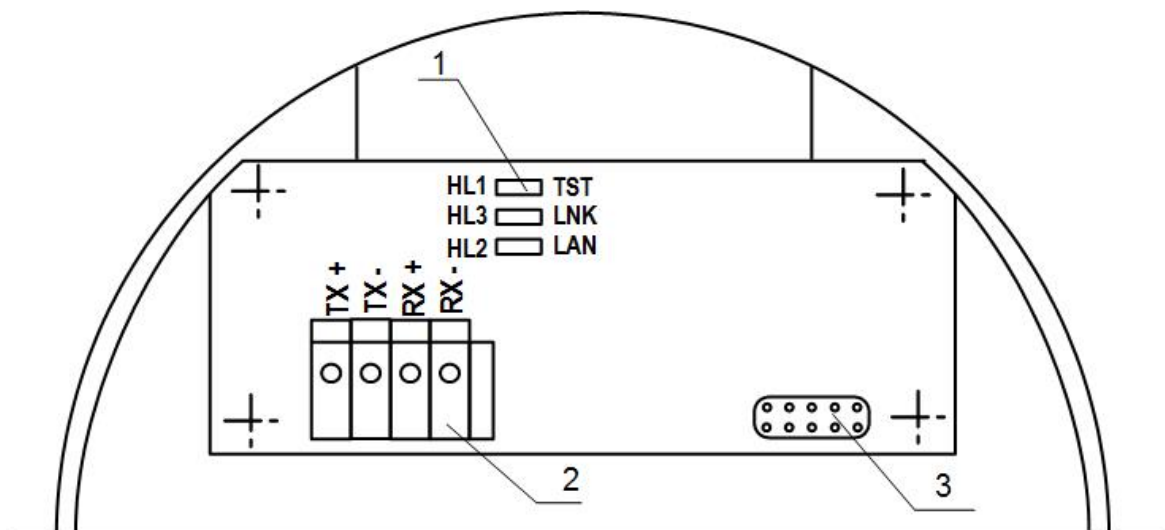 1
HL1 TST
HL3 LNK
HL2 LAN
TX +
TX -
RX +
RX -
2
3